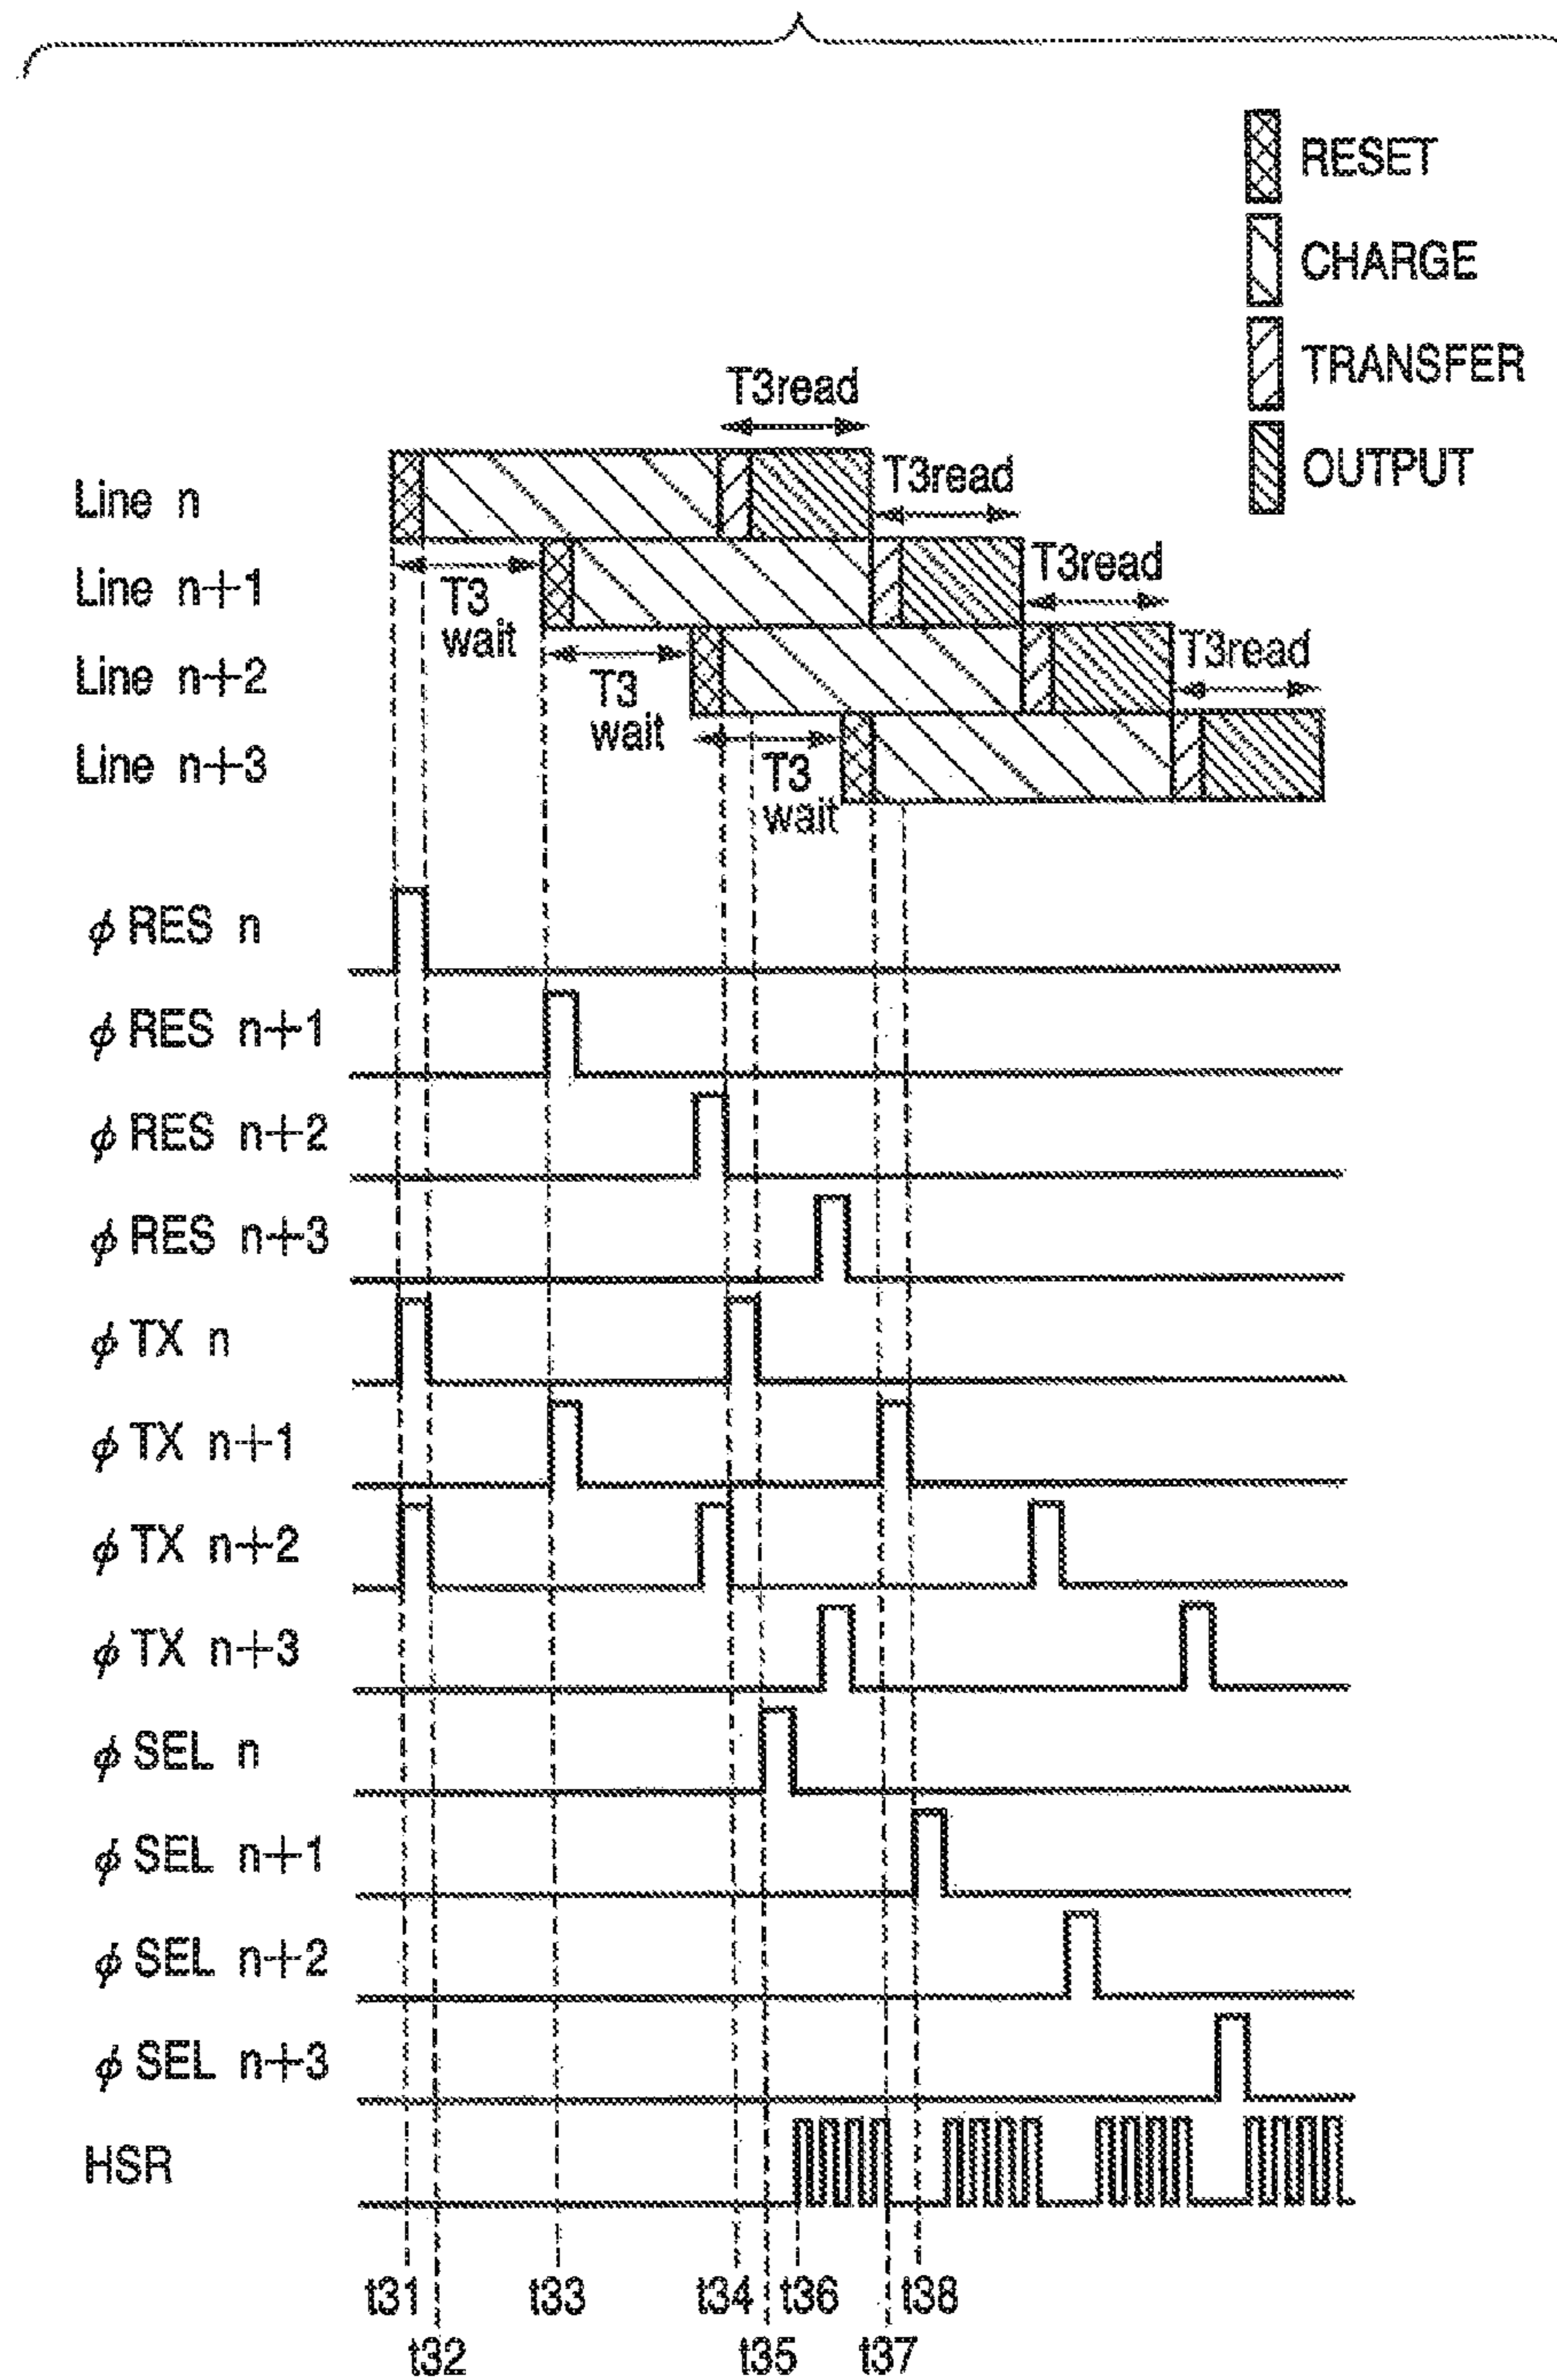 RESET
CHARGE
TRANSFER
OUTPUT
T3read
T3read
T3read
T3read
Line n
Line n+1
Line n+2
Line n+3
T3
wait
T3
wait
T3
wait
ϕ RES n
ϕ RES n+1
ϕ RES n+2
ϕ RES n+3
ϕ TX n
ϕ TX n+1
ϕ TX n+2
ϕ TX n+3
ϕ SEL n
ϕ SEL n+1
ϕ SEL n+2
ϕ SEL n+3
HSR
t31 t33 t34 t36 t38
t32 t35 t37